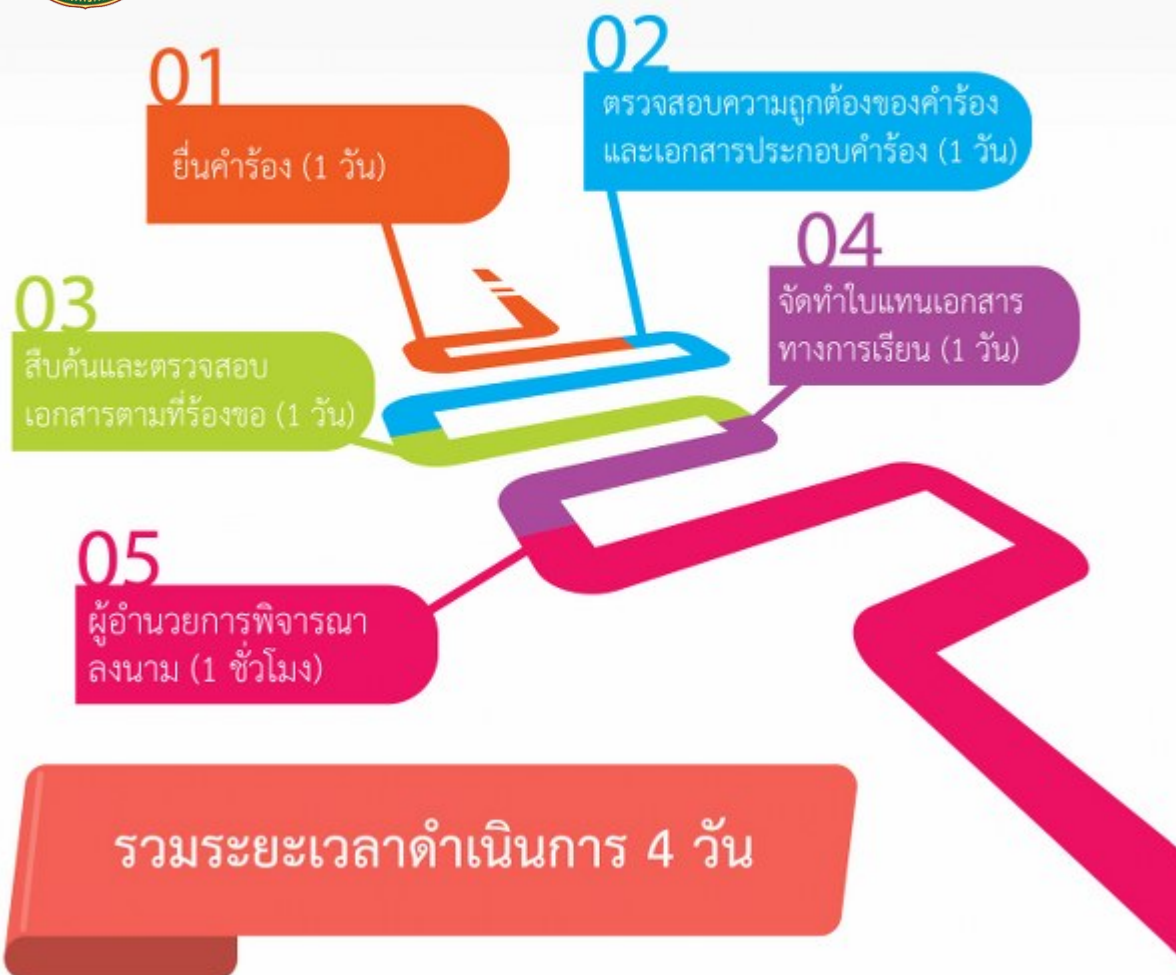 01
ยื่นคำร้อง (1 วัน)
02
ตรวจสอบความถูกต้องของคำร้อง
และเอกสารประกอบคำร้อง (1 วัน)
03
สืบค้นและตรวจสอบ
เอกสารตามที่ร้องขอ (1 วัน)
04
จัดทำใบแทนเอกสาร
ทางการเรียน (1 วัน)
05
ผู้อำนวยการพิจารณา
ลงนาม (1 ชั่วโมง)
รวมระยะเวลาดำเนินการ 4 วัน